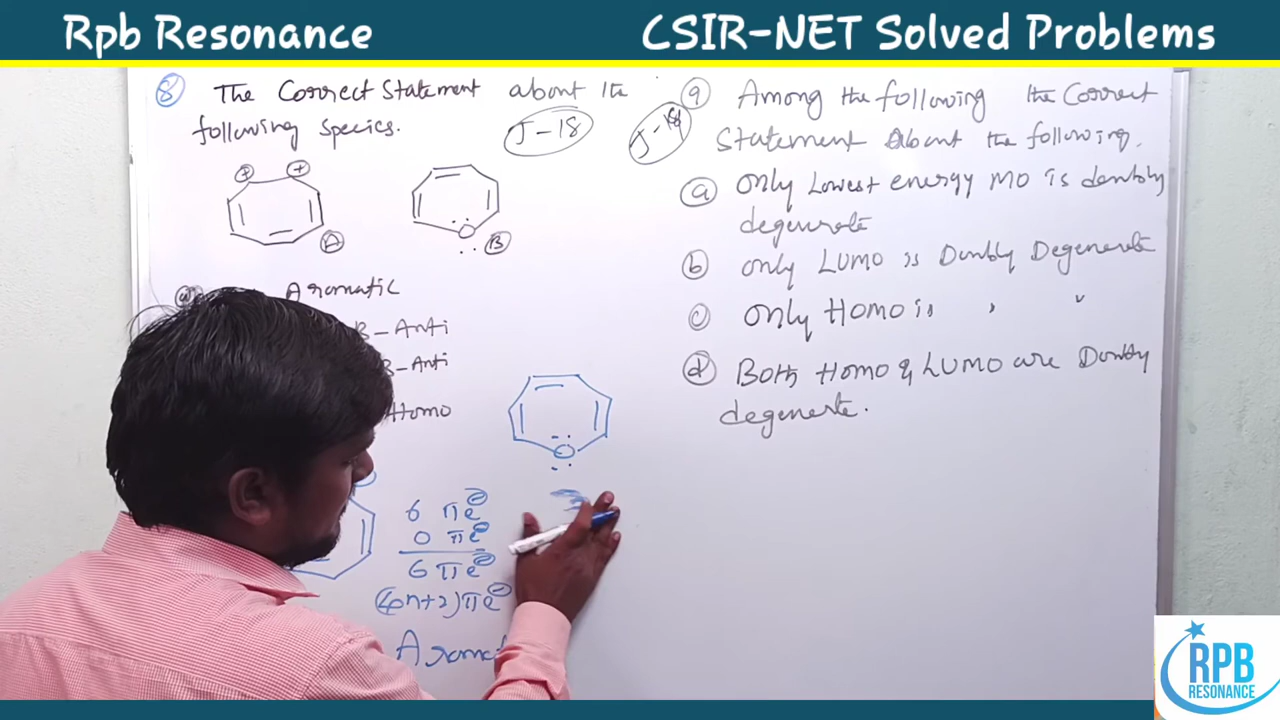 Rpb Resonance
CSIR-NET Solved Problems
8 The Correct Statement about the
following species.
J-18
+ +
A
O
B
Aromatic
B-Anti
B-Anti
Homo
O
6 πe⊖
0 πe⊖
6 πe⊖
(4n+2)πe⊖
Aromat
9 Among the following the Correct
Statement About the following.
J-18
a Only Lowest energy MO is doubly
degenerate
b only LUMO is Doubly Degenerate
c Only HOMO is , "
d Both Homo & LUMO are Doubly
degenerte.
RPB
RESONANCE